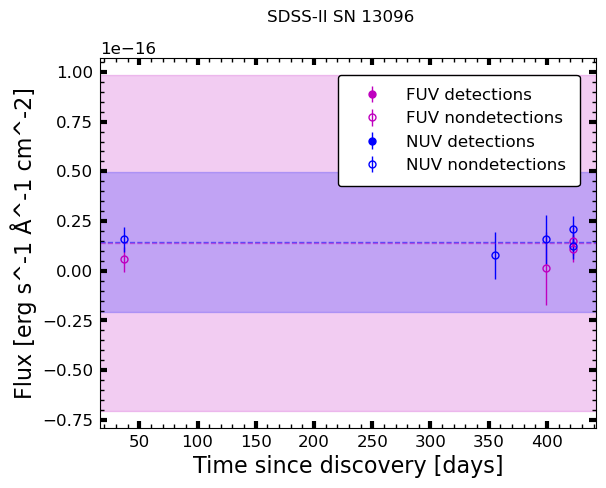 SDSS-II SN 13096
1e−16
1.00
0.75
0.50
0.25
0.00
−0.25
−0.50
−0.75
Flux [erg s^-1 Å^-1 cm^-2]
FUV detections
FUV nondetections
NUV detections
NUV nondetections
50 100 150 200 250 300 350 400
Time since discovery [days]